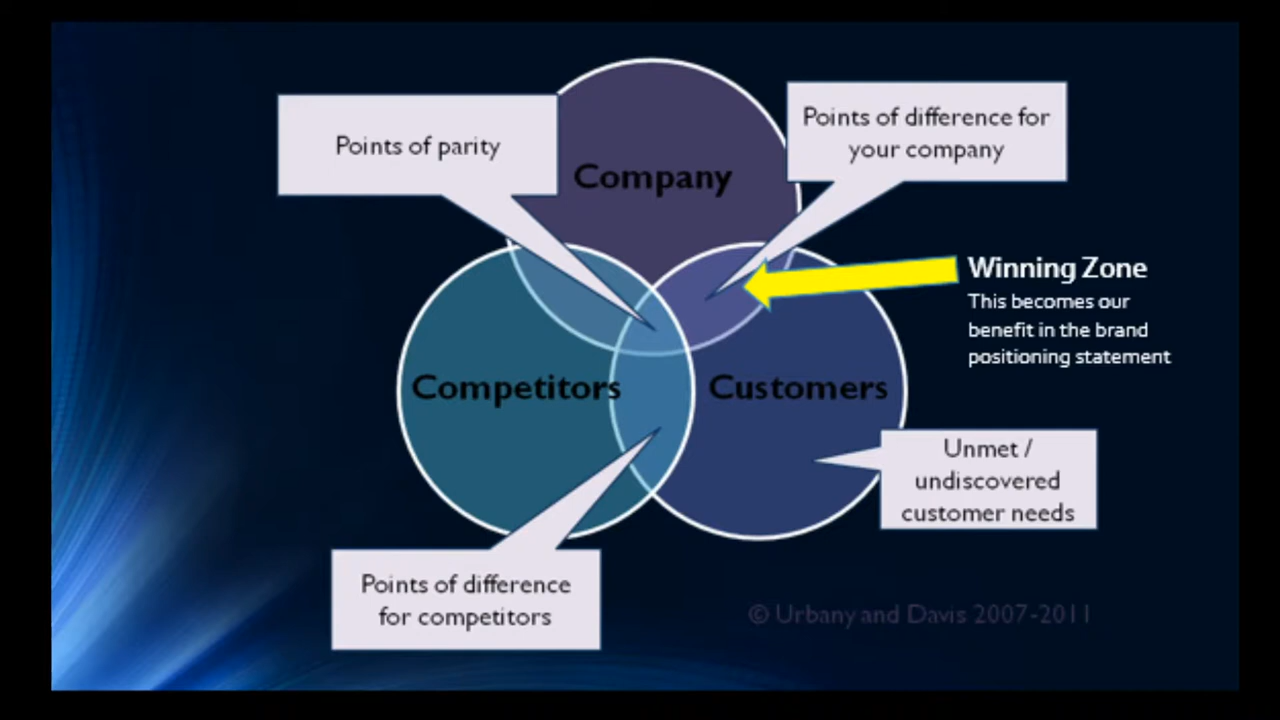 Points of parity
Points of difference for
your company
Company
Winning Zone
This becomes our
benefit in the brand
positioning statement
Competitors
Customers
Unmet /
undiscovered
customer needs
Points of difference
for competitors
© Urbany and Davis 2007-2011